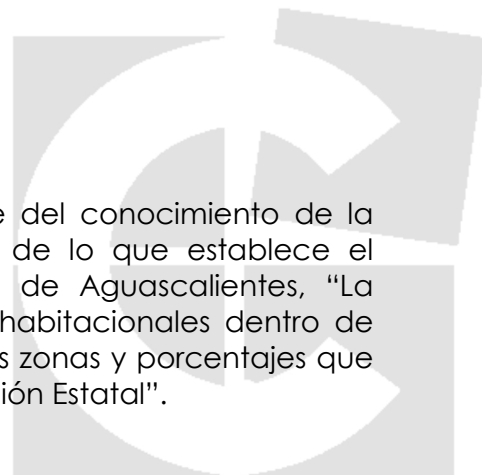 e del conocimiento de la
de lo que establece el
de Aguascalientes, “La
habitacionales dentro de
s zonas y porcentajes que
ión Estatal”.